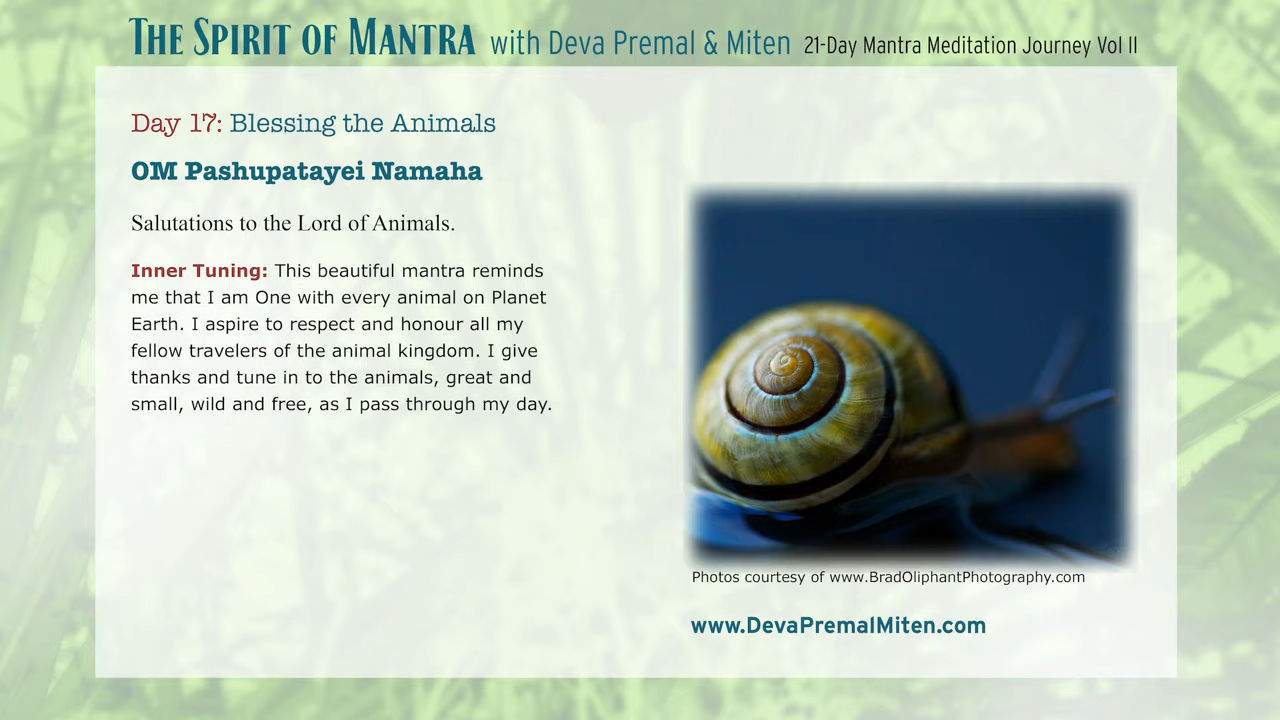 The Spirit of Mantra with Deva Premal & Miten 21-Day Mantra Meditation Journey Vol II
Day 17: Blessing the Animals
OM Pashupatayei Namaha
Salutations to the Lord of Animals.
Inner Tuning: This beautiful mantra reminds
me that I am One with every animal on Planet
Earth. I aspire to respect and honour all my
fellow travelers of the animal kingdom. I give
thanks and tune in to the animals, great and
small, wild and free, as I pass through my day.
Photos courtesy of www.BradOliphantPhotography.com
www.DevaPremalMiten.com